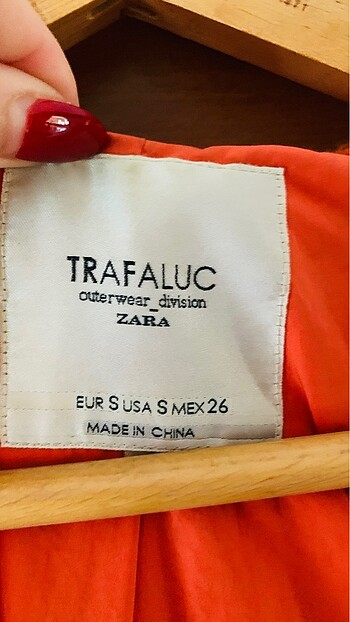 TRAFALUC
outerwear_division
ZARA
EUR S USA S MEX 26
MADE IN CHINA